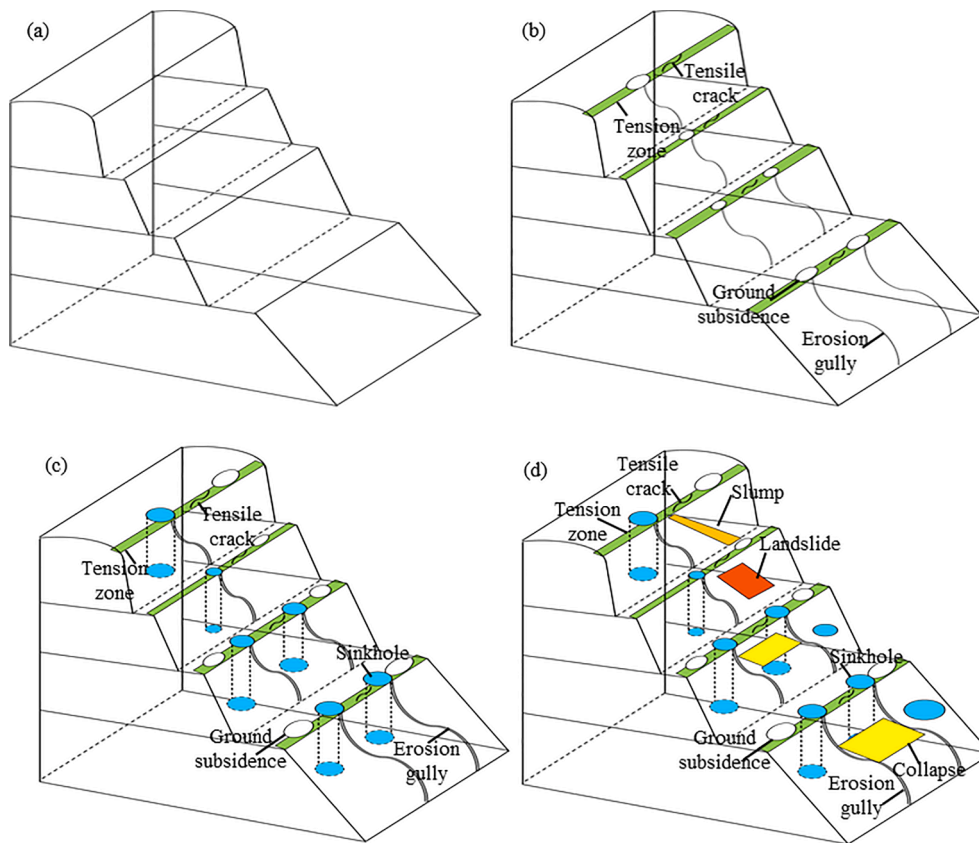 (a)
(b)
Tensile
crack
Tension
zone
Ground
subsidence
Erosion
gully
(c)
Tensile
crack
Tension
zone
Sinkhole
Ground
subsidence
Erosion
gully
(d)
Tensile
crack
Slump
Tension
zone
Landslide
Sinkhole
Ground
subsidence
Erosion
gully
Collapse